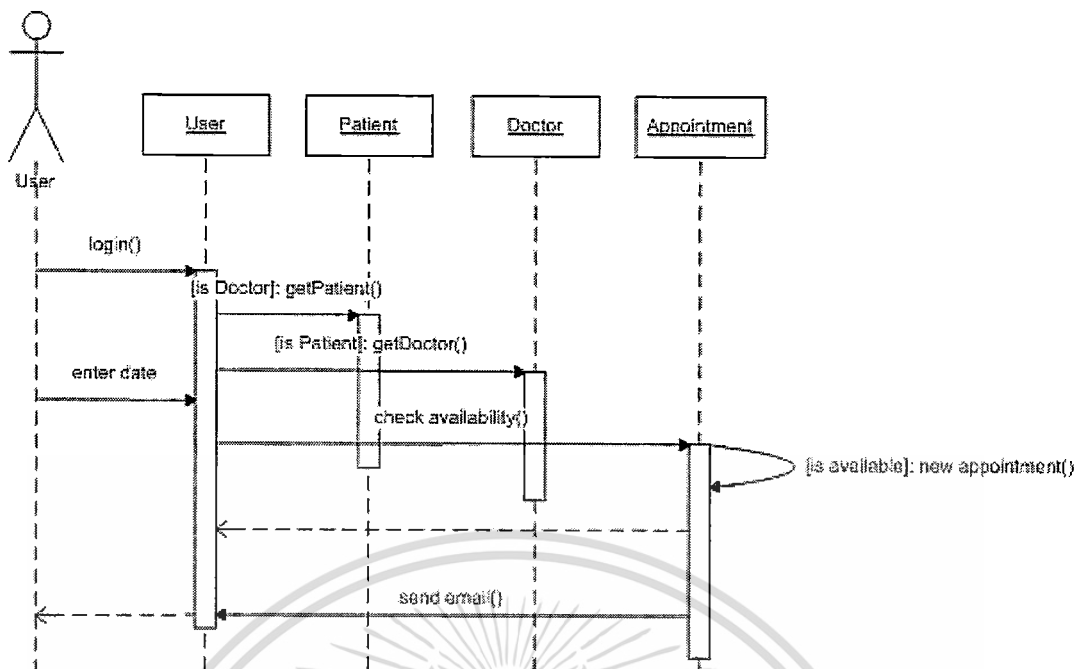 User
Patient
Doctor
Appointment
User
login()
[is Doctor]: getPatient()
[is Patient]: getDoctor()
enter date
check availability()
[is available]: new appointment()
send email()